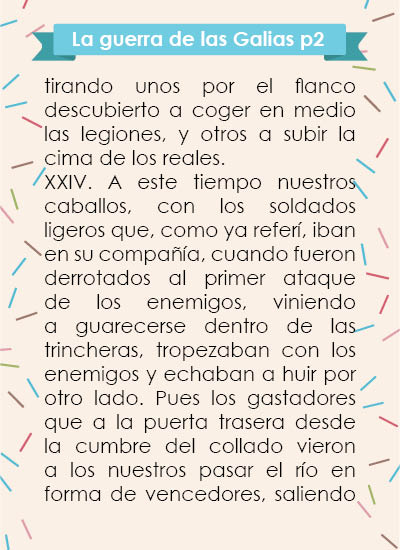 La guerra de las Galias p2
tirando unos por el flanco
descubierto a coger en medio
las legiones, y otros a subir la
cima de los reales.
XXIV. A este tiempo nuestros
caballos, con los soldados
ligeros que, como ya referí, iban
en su compañía, cuando fueron
derrotados al primer ataque
de los enemigos, viniendo
a guarecerse dentro de las
trincheras, tropezaban con los
enemigos y echaban a huir por
otro lado. Pues los gastadores
que a la puerta trasera desde
la cumbre del collado vieron
a los nuestros pasar el río en
forma de vencedores, saliendo